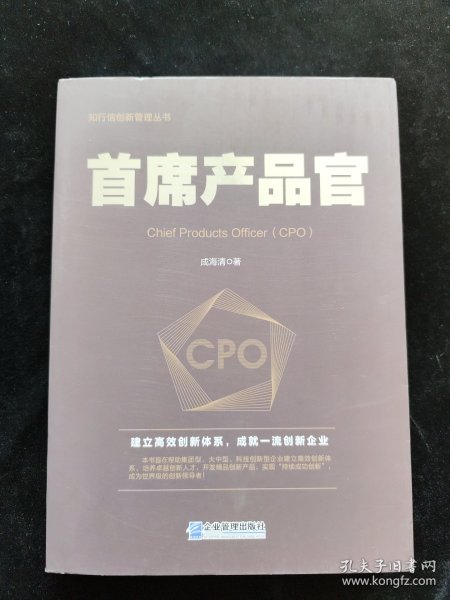 知行信创新管理丛书
首席产品官
Chief Products Officer（CPO）
成海清◎著
CPO
建立高效创新体系，成就一流创新企业
本书旨在帮助集团型、大中型、科技创新型企业建立高效创新体
系，培养卓越创新人才，开发精品创新产品，实现“持续成功创新”，
成为世界级的创新领导者！
企业管理出版社
孔夫子旧书网
www.kongfz.com